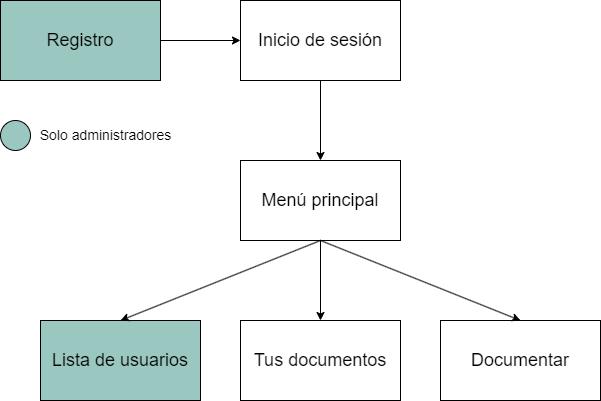 Registro
Inicio de sesión
Solo administradores
Menú principal
Lista de usuarios
Tus documentos
Documentar